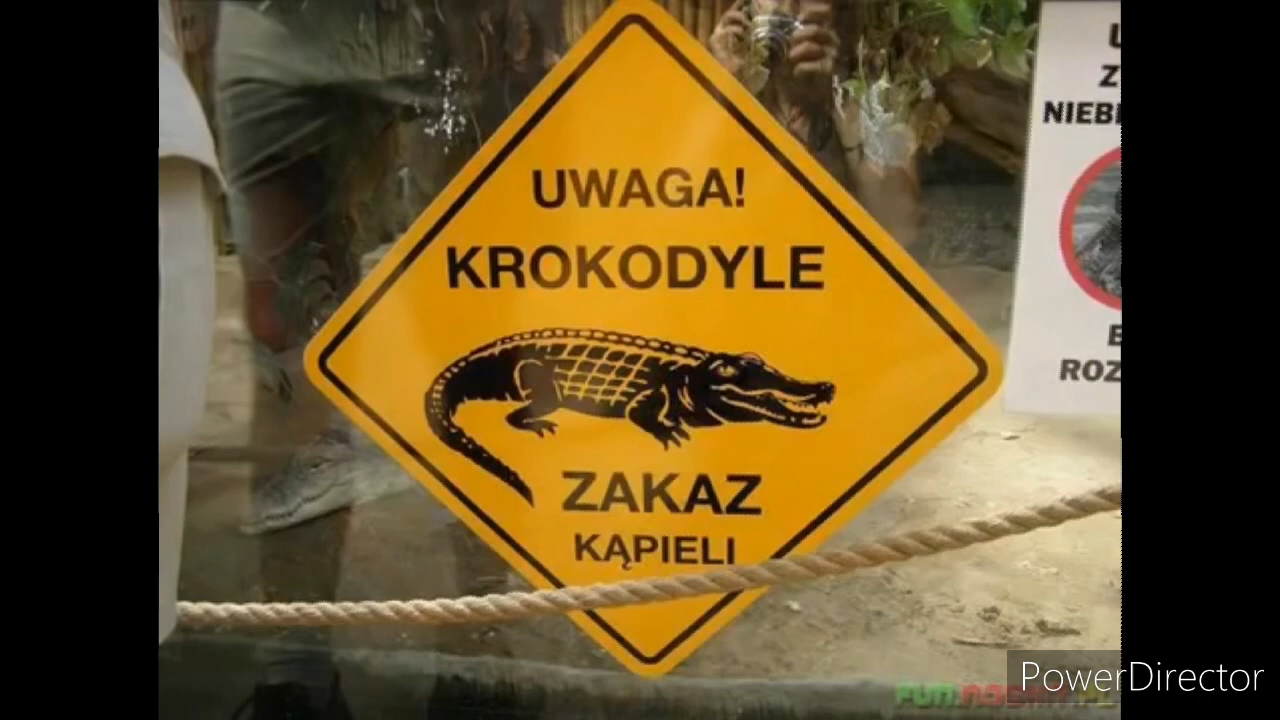 UWAGA!
KROKODYLE
ZAKAZ
KĄPIELI
PowerDirector